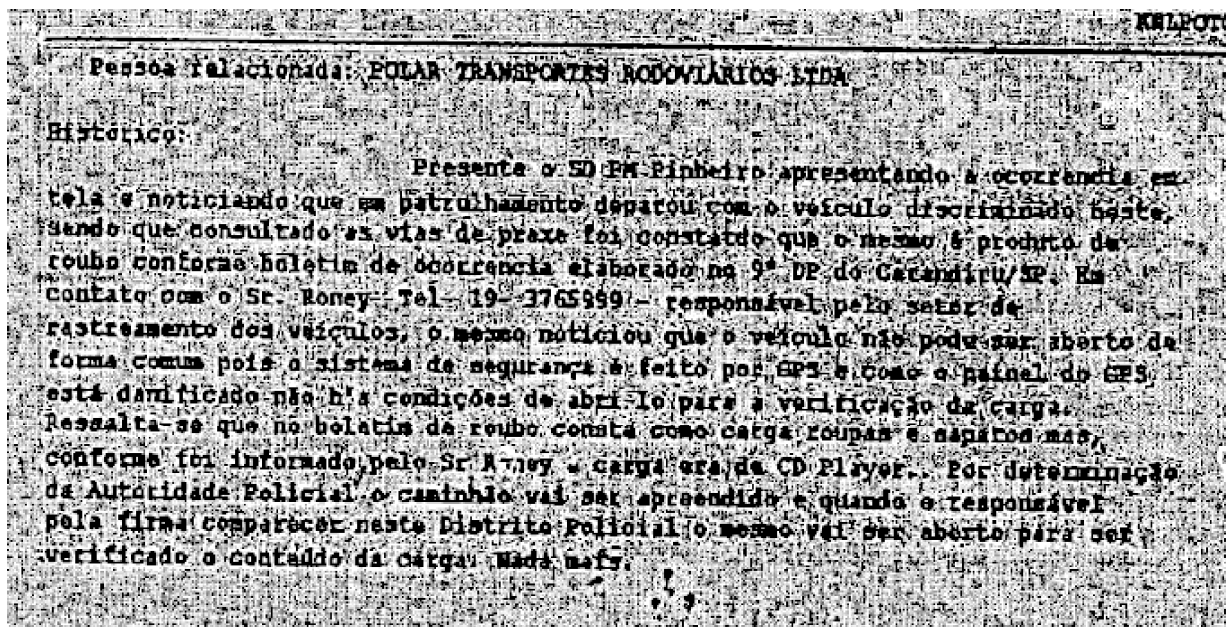 Pessoa relacionada: POLAR TRANSPORTES RODOVIÁRIOS LTDA
Histórico:
Presente o SD PM Pinheiro apresentando a ocorrencia em
tela e noticiando que em patrulhamento deparou com o veículo discriminado neste,
sendo que consultado as vias de praxe foi constatdo que o mesmo é produto de
roubo conforme boletim de ocorrencia elaborado no 9º DP do Carandiru/SP. Em
contato com o Sr. Roney- Tel- 19- 3765999 - responsável pelo setor de
rastreamento dos veículos, o mesmo noticiou que o veículo não pode ser aberto de
forma comum pois o sistema de segurança é feito por GPS e como o painel do GPS
está danificado não h'a condições de abri-lo para a verificação da carga.
Ressalta-se que no boletim de roubo consta como carga roupas e sapatos mas,
conforme foi informado pelo Sr carga era de CD Player.. Por determinação
da Autoridade Policial o caminhão vai ser apreendido e quando o responsável
pela firma comparecer neste Distrito Policial o mesmo vai ser aberto para ser
verificado o conteúdo da carga. Nada mais.